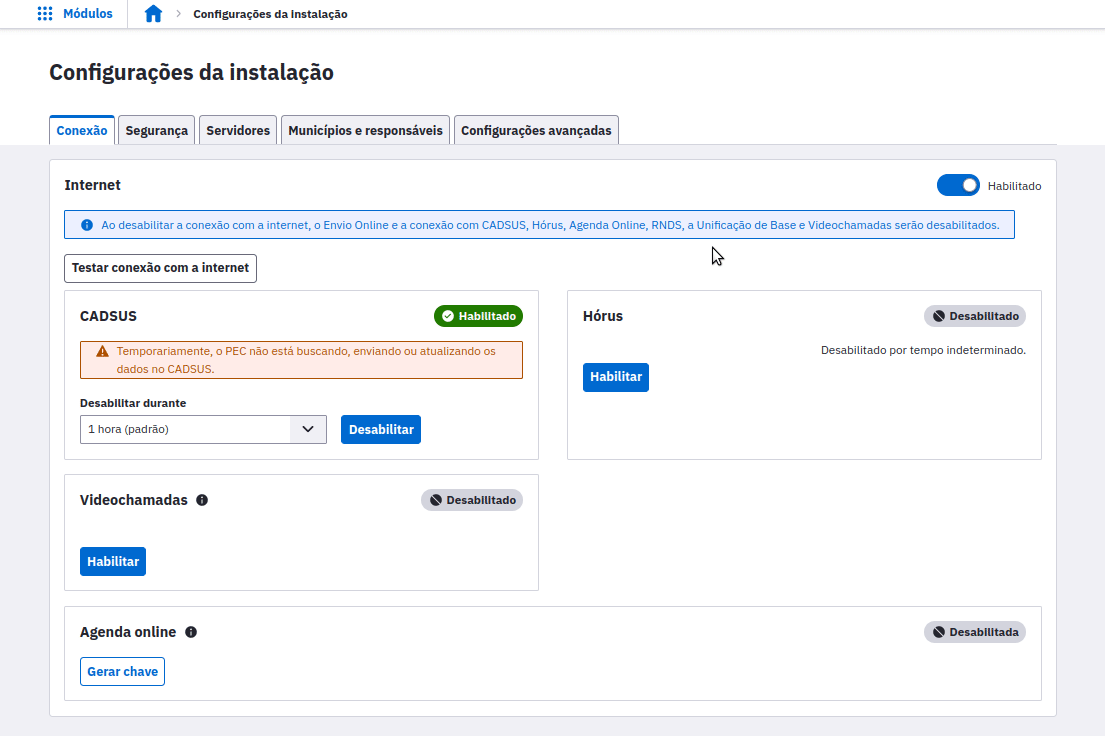 Módulos
Configurações da instalação
Configurações da instalação
Conexão
Segurança
Servidores
Municípios e responsáveis
Configurações avançadas
Internet
Habilitado
Ao desabilitar a conexão com a internet, o Envio Online e a conexão com CADSUS, Hórus, Agenda Online, RNDS, a Unificação de Base e Videochamadas serão desabilitados.
Testar conexão com a internet
CADSUS
Habilitado
Temporariamente, o PEC não está buscando, enviando ou atualizando os
dados no CADSUS.
Desabilitar durante
1 hora (padrão)
Desabilitar
Hórus
Desabilitado
Desabilitado por tempo indeterminado.
Habilitar
Videochamadas
Desabilitado
Habilitar
Agenda online
Desabilitada
Gerar chave